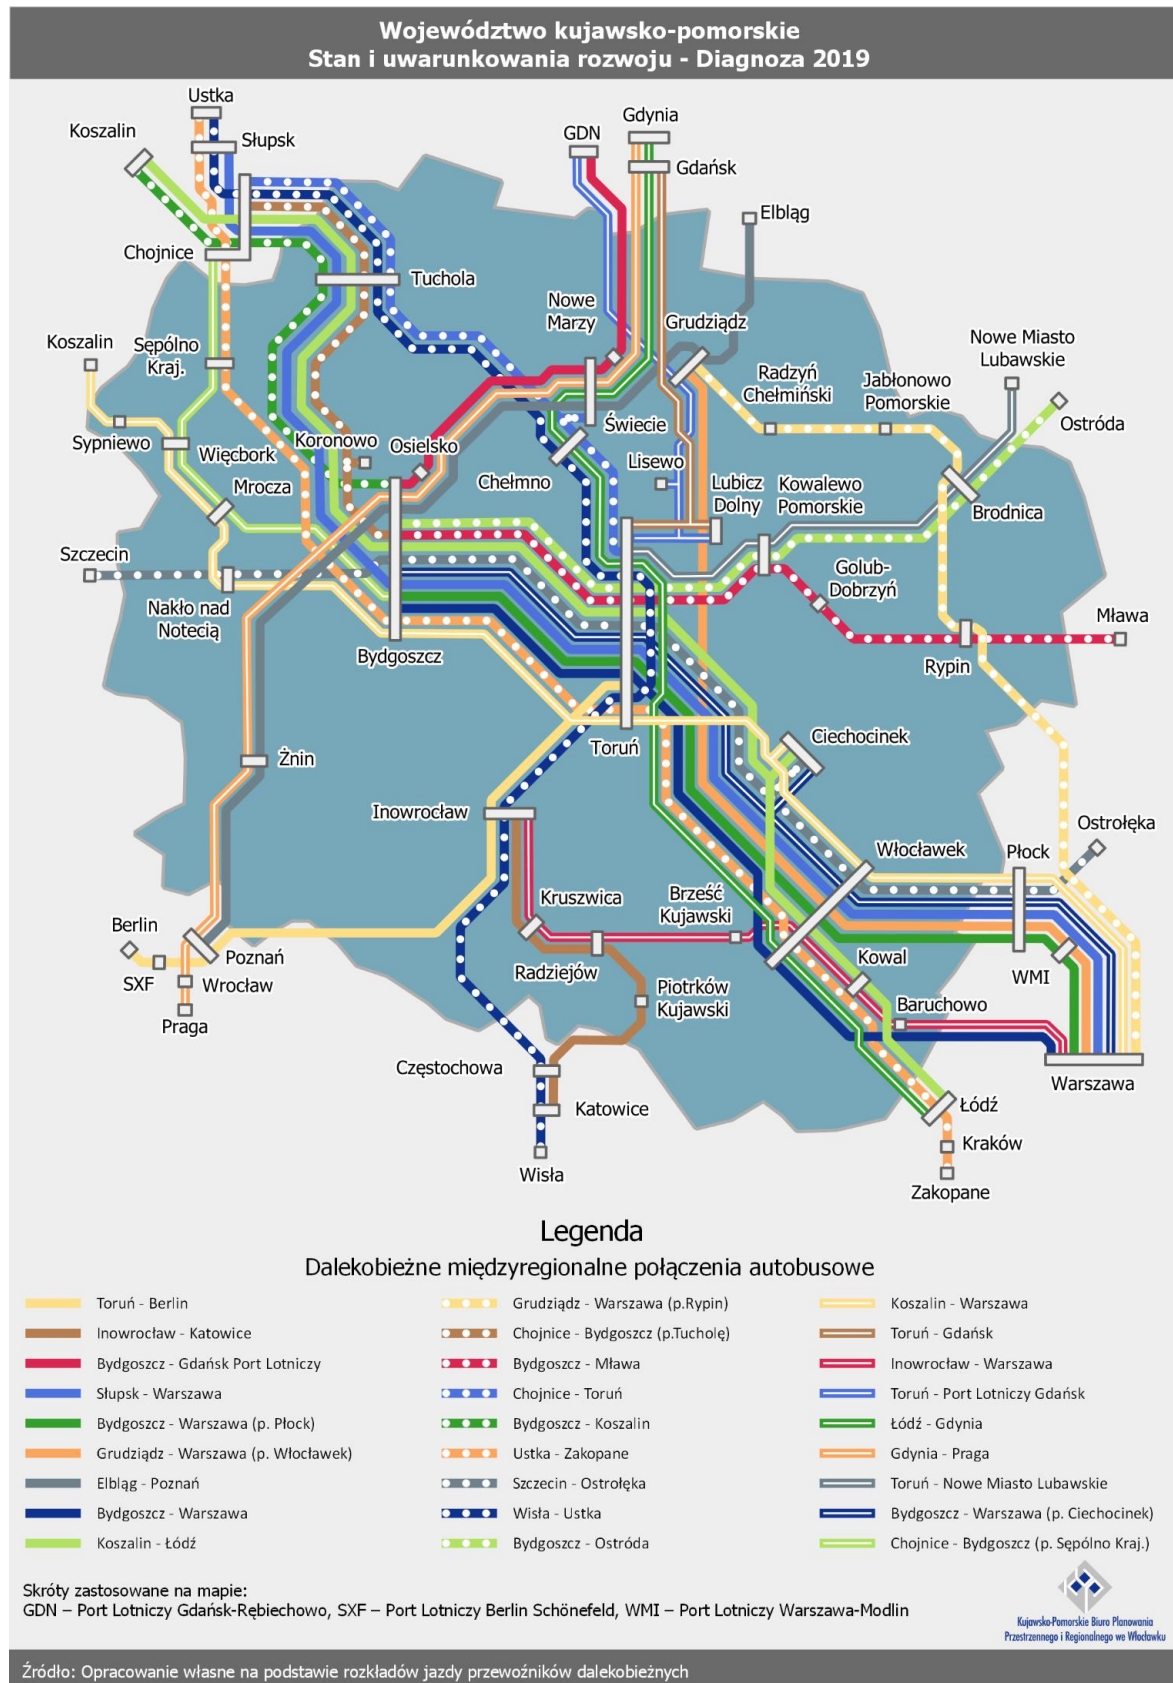 Województwo kujawsko-pomorskie
Stan i uwarunkowania rozwoju - Diagnoza 2019
Ustka
Koszalin
Słupsk
GDN
Gdynia
Gdańsk
Elbląg
Chojnice
Tuchola
Nowe
Marzy
Grudziądz
Nowe Miasto
Lubawskie
Koszalin
Sępólno
Kraj.
Radzyń
Chełmiński
Jabłonowo
Pomorskie
Ostróda
Sypniewo
Więcbork
Koronowo
Osielsko
Świecie
Mrocza
Chełmno
Lisewo
Lubicz
Dolny
Kowalewo
Pomorskie
Brodnica
Szczecin
Golub-
Dobrzyń
Nakło nad
Notecią
Mława
Bydgoszcz
Rypin
Toruń
Ciechocinek
Żnin
Inowrocław
Ostrołęka
Włocławek
Płock
Kruszwica
Brześć
Kujawski
Berlin
SXF
Poznań
Wrocław
Praga
Radziejów
Kowal
WMI
Piotrków
Kujawski
Baruchowo
Częstochowa
Warszawa
Katowice
Łódź
Kraków
Wisła
Zakopane
Legenda
Dalekobieżne międzyregionalne połączenia autobusowe
Toruń - Berlin
Inowrocław - Katowice
Bydgoszcz - Gdańsk Port Lotniczy
Słupsk - Warszawa
Bydgoszcz - Warszawa (p. Płock)
Grudziądz - Warszawa (p. Włocławek)
Elbląg - Poznań
Bydgoszcz - Warszawa
Koszalin - Łódź
Grudziądz - Warszawa (p.Rypin)
Chojnice - Bydgoszcz (p.Tucholę)
Bydgoszcz - Mława
Chojnice - Toruń
Bydgoszcz - Koszalin
Ustka - Zakopane
Szczecin - Ostrołęka
Wisła - Ustka
Bydgoszcz - Ostróda
Koszalin - Warszawa
Toruń - Gdańsk
Inowrocław - Warszawa
Toruń - Port Lotniczy Gdańsk
Łódź - Gdynia
Gdynia - Praga
Toruń - Nowe Miasto Lubawskie
Bydgoszcz - Warszawa (p. Ciechocinek)
Chojnice - Bydgoszcz (p. Sępólno Kraj.)
Skróty zastosowane na mapie:
GDN – Port Lotniczy Gdańsk-Rębiechowo, SXF – Port Lotniczy Berlin Schönefeld, WMI – Port Lotniczy Warszawa-Modlin
Kujawsko-Pomorskie Biuro Planowania
Przestrzennego i Regionalnego we Włocławku
Źródło: Opracowanie własne na podstawie rozkładów jazdy przewoźników dalekobieżnych